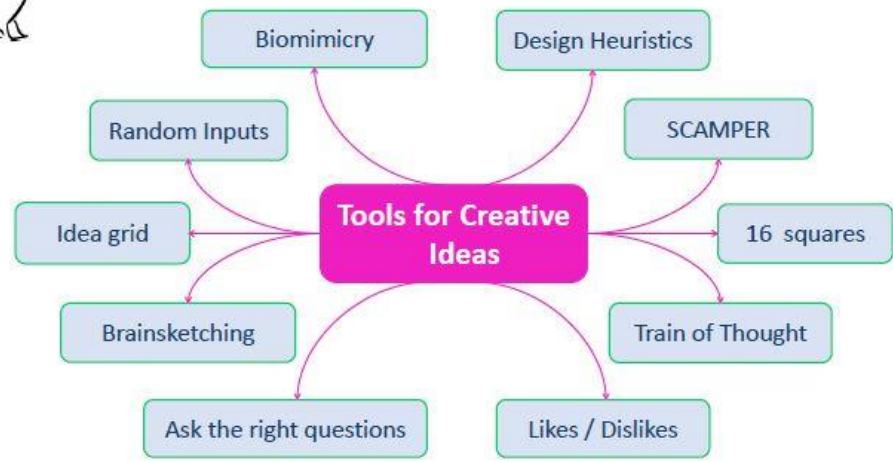 Biomimicry
Design Heuristics
Random Inputs
SCAMPER
Tools for Creative
Ideas
Idea grid
16 squares
Brainsketching
Train of Thought
Ask the right questions
Likes / Dislikes